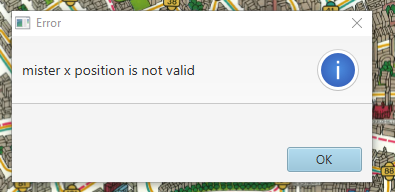 Error
mister x position is not valid
i
OK